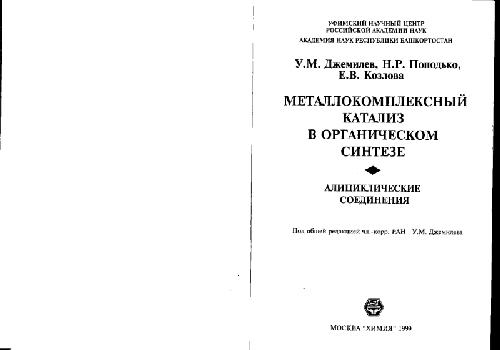 УФИМСКИЙ НАУЧНЫЙ ЦЕНТР
РОССИЙСКОЙ АКАДЕМИИ НАУК
АКАДЕМИЯ НАУК РЕСПУБЛИКИ БАШКОРТОСТАН
У.М. Джемилев, Н.Р. Поподько,
Е.В. Козлова
МЕТАЛЛОКОМПЛЕКСНЫЙ
КАТАЛИЗ
В ОРГАНИЧЕСКОМ
СИНТЕЗЕ
АЛИЦИКЛИЧЕСКИЕ
СОЕДИНЕНИЯ
Под общей редакцией чл.-корр. РАН У.М. Джемилева
МОСКВА "ХИМИЯ" 1999